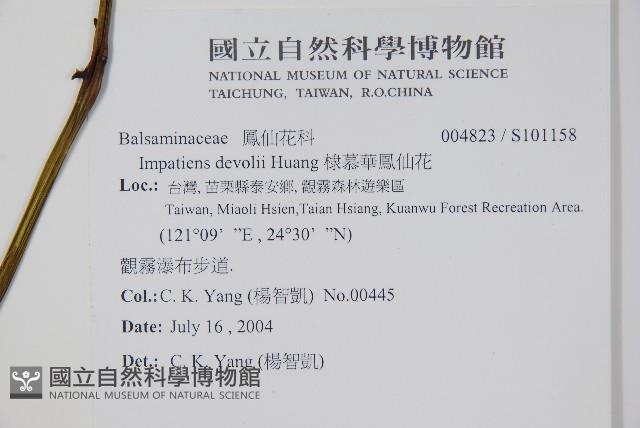 國立自然科學博物館
NATIONAL MUSEUM OF NATURAL SCIENCE
TAICHUNG, TAIWAN, R.O.CHINA
Balsaminaceae 鳳仙花科 004823 / S101158
Impatiens devolii Huang 棣慕華鳳仙花
Loc.: 台灣, 苗栗縣泰安鄉, 觀霧森林遊樂區
Taiwan, Miaoli Hsien,Taian Hsiang, Kuanwu Forest Recreation Area.
(121°09’ ”E , 24°30’ ”N)
觀霧瀑布步道.
Col.: C. K. Yang (楊智凱) No.00445
Date: July 16 , 2004
Det.: C. K. Yang (楊智凱)
國立自然科學博物館
NATIONAL MUSEUM OF NATURAL SCIENCE